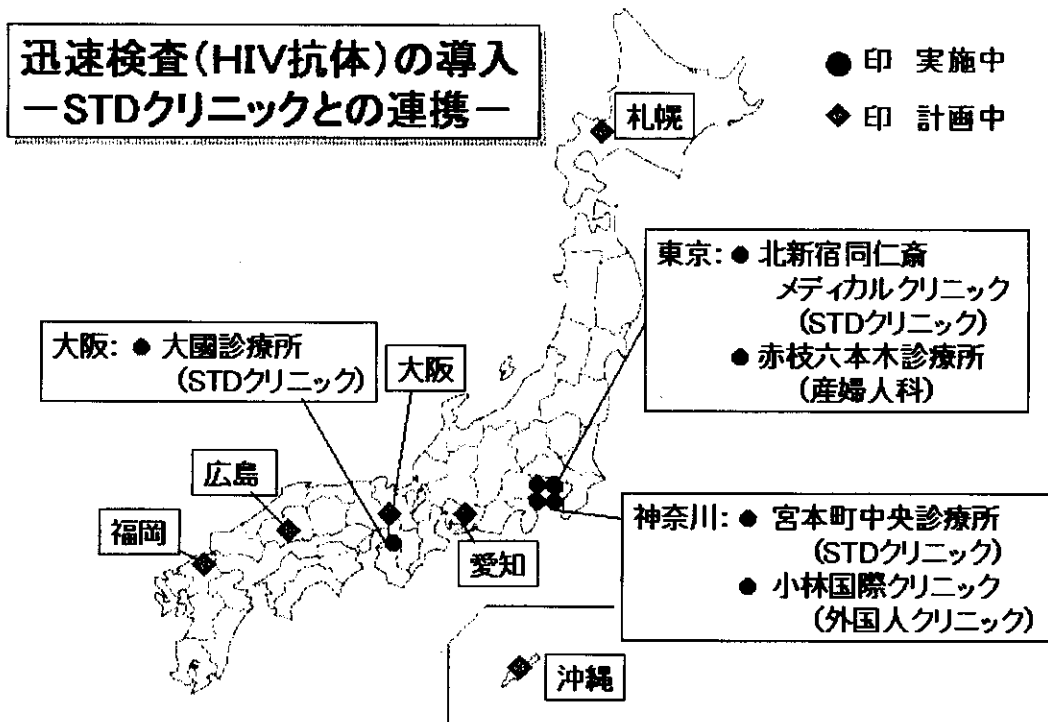 迅速検査(HIV抗体)の導入
－STDクリニックとの連携－
●印 実施中
◆印 計画中
札幌
東京: ● 北新宿同仁斎
メディカルクリニック
(STDクリニック)
● 赤枝六本木診療所
(産婦人科)
大阪: ● 大國診療所
(STDクリニック)
大阪
広島
福岡
愛知
神奈川: ● 宮本町中央診療所
(STDクリニック)
● 小林国際クリニック
(外国人クリニック)
沖縄